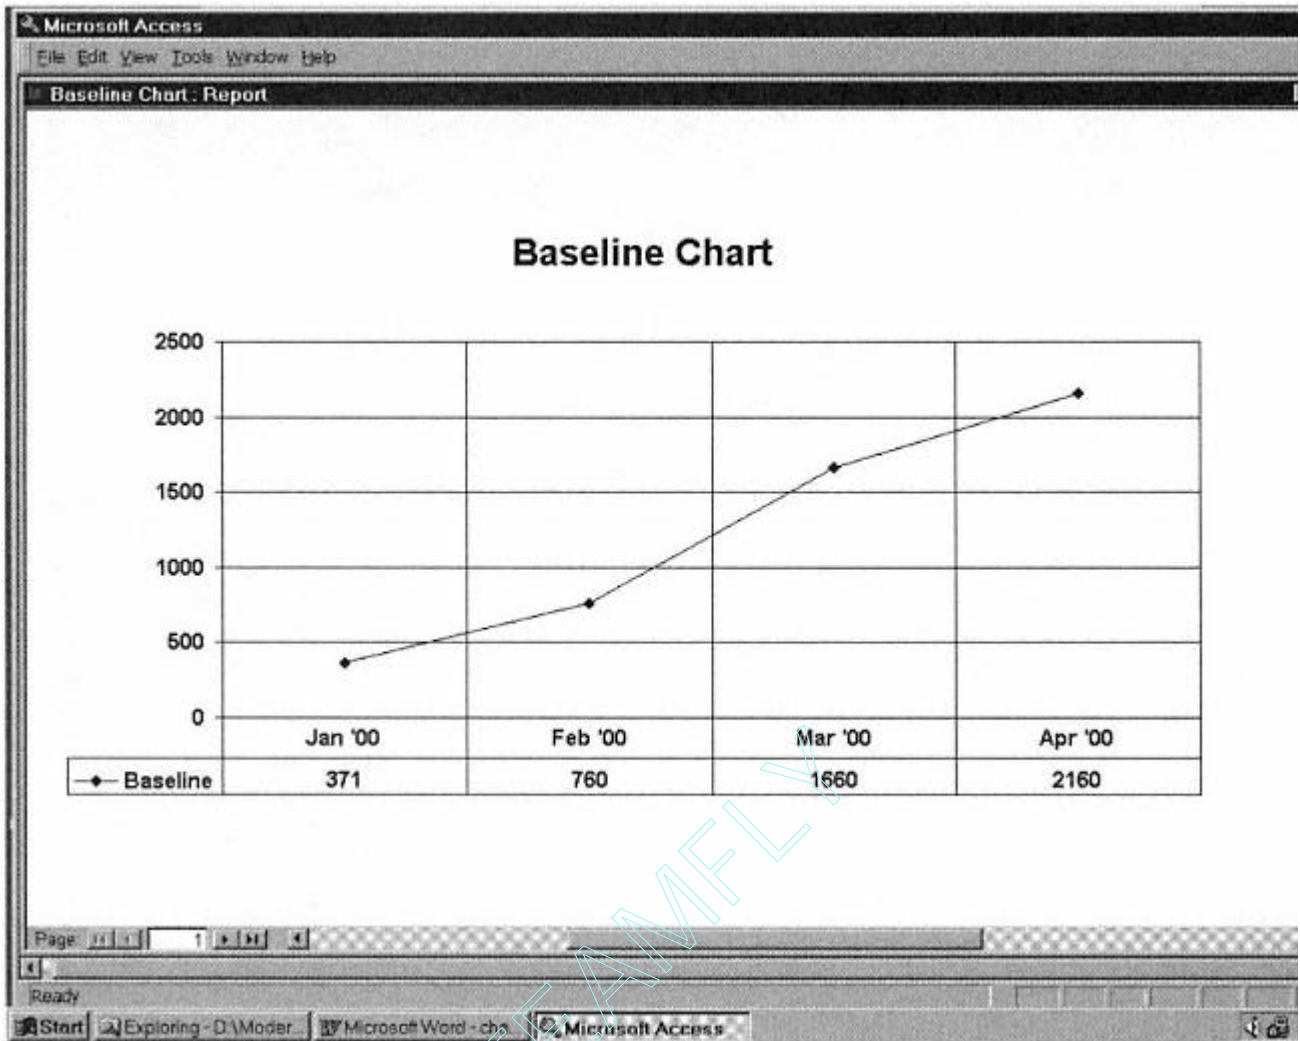 Microsoft Access
File Edit View Tools Window Help
Baseline Chart : Report
Baseline Chart
2500
2000
1500
1000
500
0
Jan '00 Feb '00 Mar '00 Apr '00
Baseline 371 760 1660 2160
Page: 1
Ready
Start Exploring - D:\Moder... Microsoft Word - cha... Microsoft Access
TEAMFLY